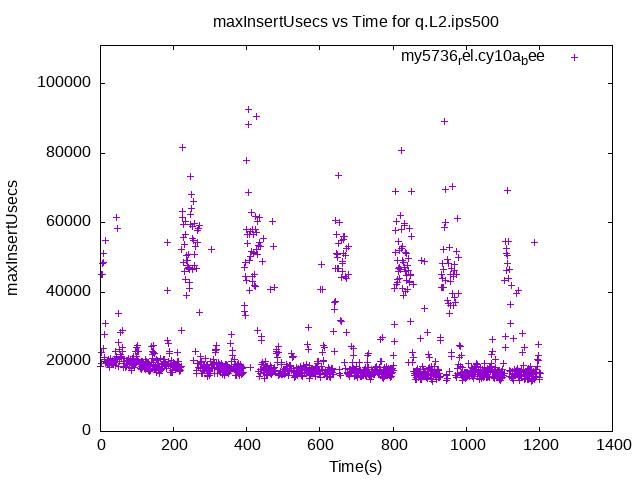 maxInsertUsecs vs Time for q.L2.ips500
my5736rel.cy10abee
maxInsertUsecs
100000
80000
60000
40000
20000
0
0 200 400 600 800 1000 1200 1400
Time(s)